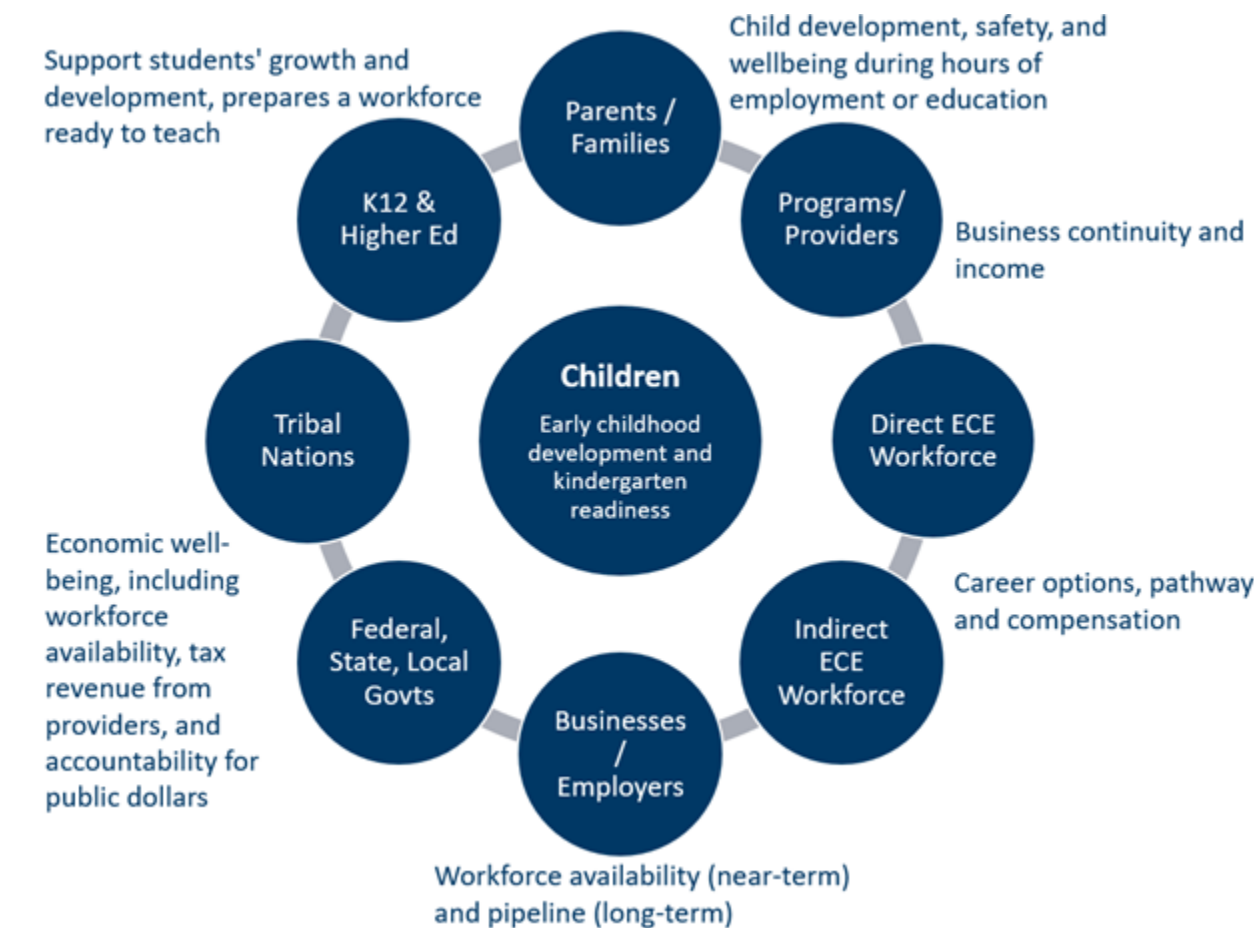 Support students' growth and
development, prepares a workforce
ready to teach
Parents /
Families
Child development, safety, and
wellbeing during hours of
employment or education
K12 &
Higher Ed
Programs/
Providers
Business continuity and
income
Tribal
Nations
Children
Early childhood
development and
kindergarten
readiness
Direct ECE
Workforce
Economic well-
being, including
workforce
availability, tax
revenue from
providers, and
accountability for
public dollars
Federal,
State, Local
Govts
Businesses
/
Employers
Indirect
ECE
Workforce
Career options, pathway
and compensation
Workforce availability (near-term)
and pipeline (long-term)